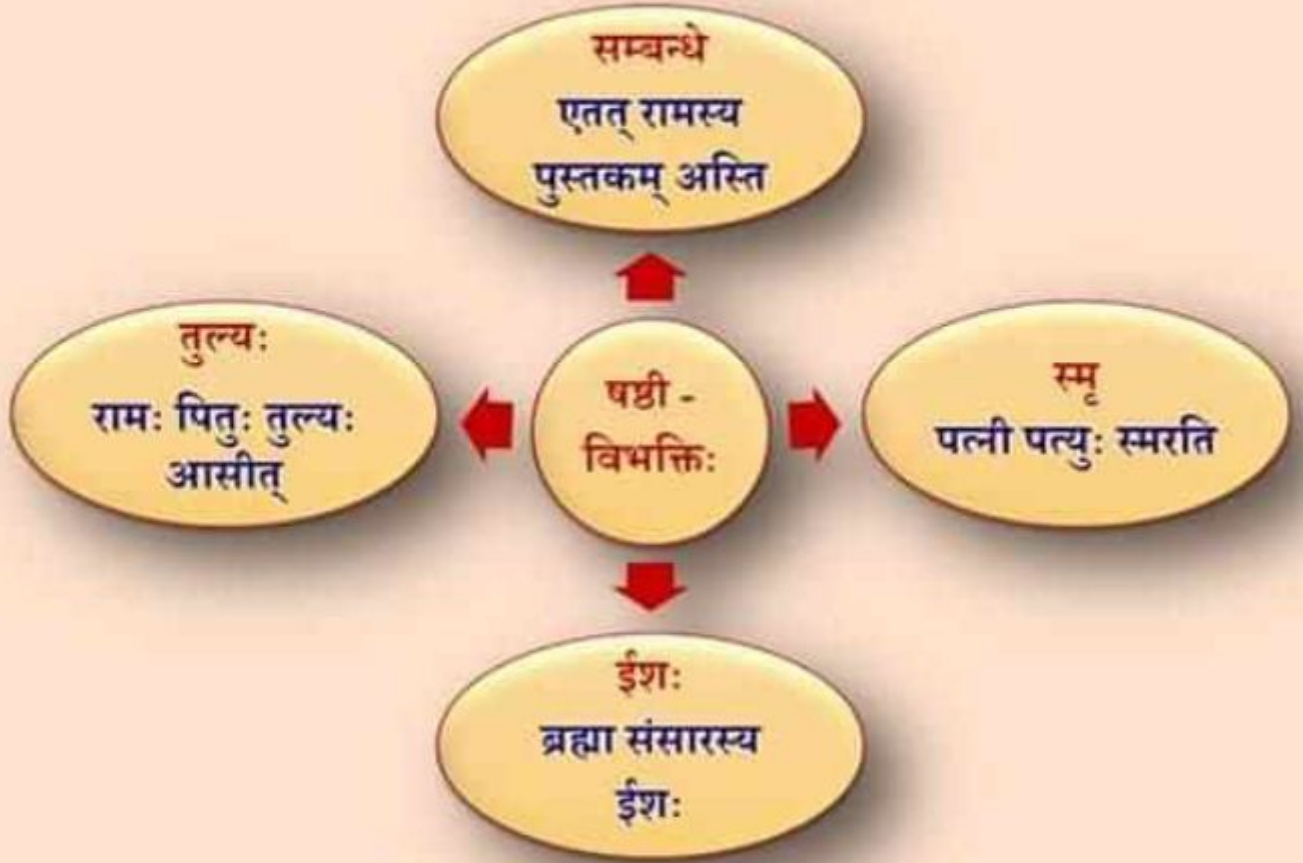 सम्बन्धे
एतत् रामस्य
पुस्तकम् अस्ति
तुल्यः
रामः पितुः तुल्यः
आसीत्
षष्ठी -
विभक्तिः
स्मृ
पत्नी पत्युः स्मरति
ईशः
ब्रह्मा संसारस्य
ईशः